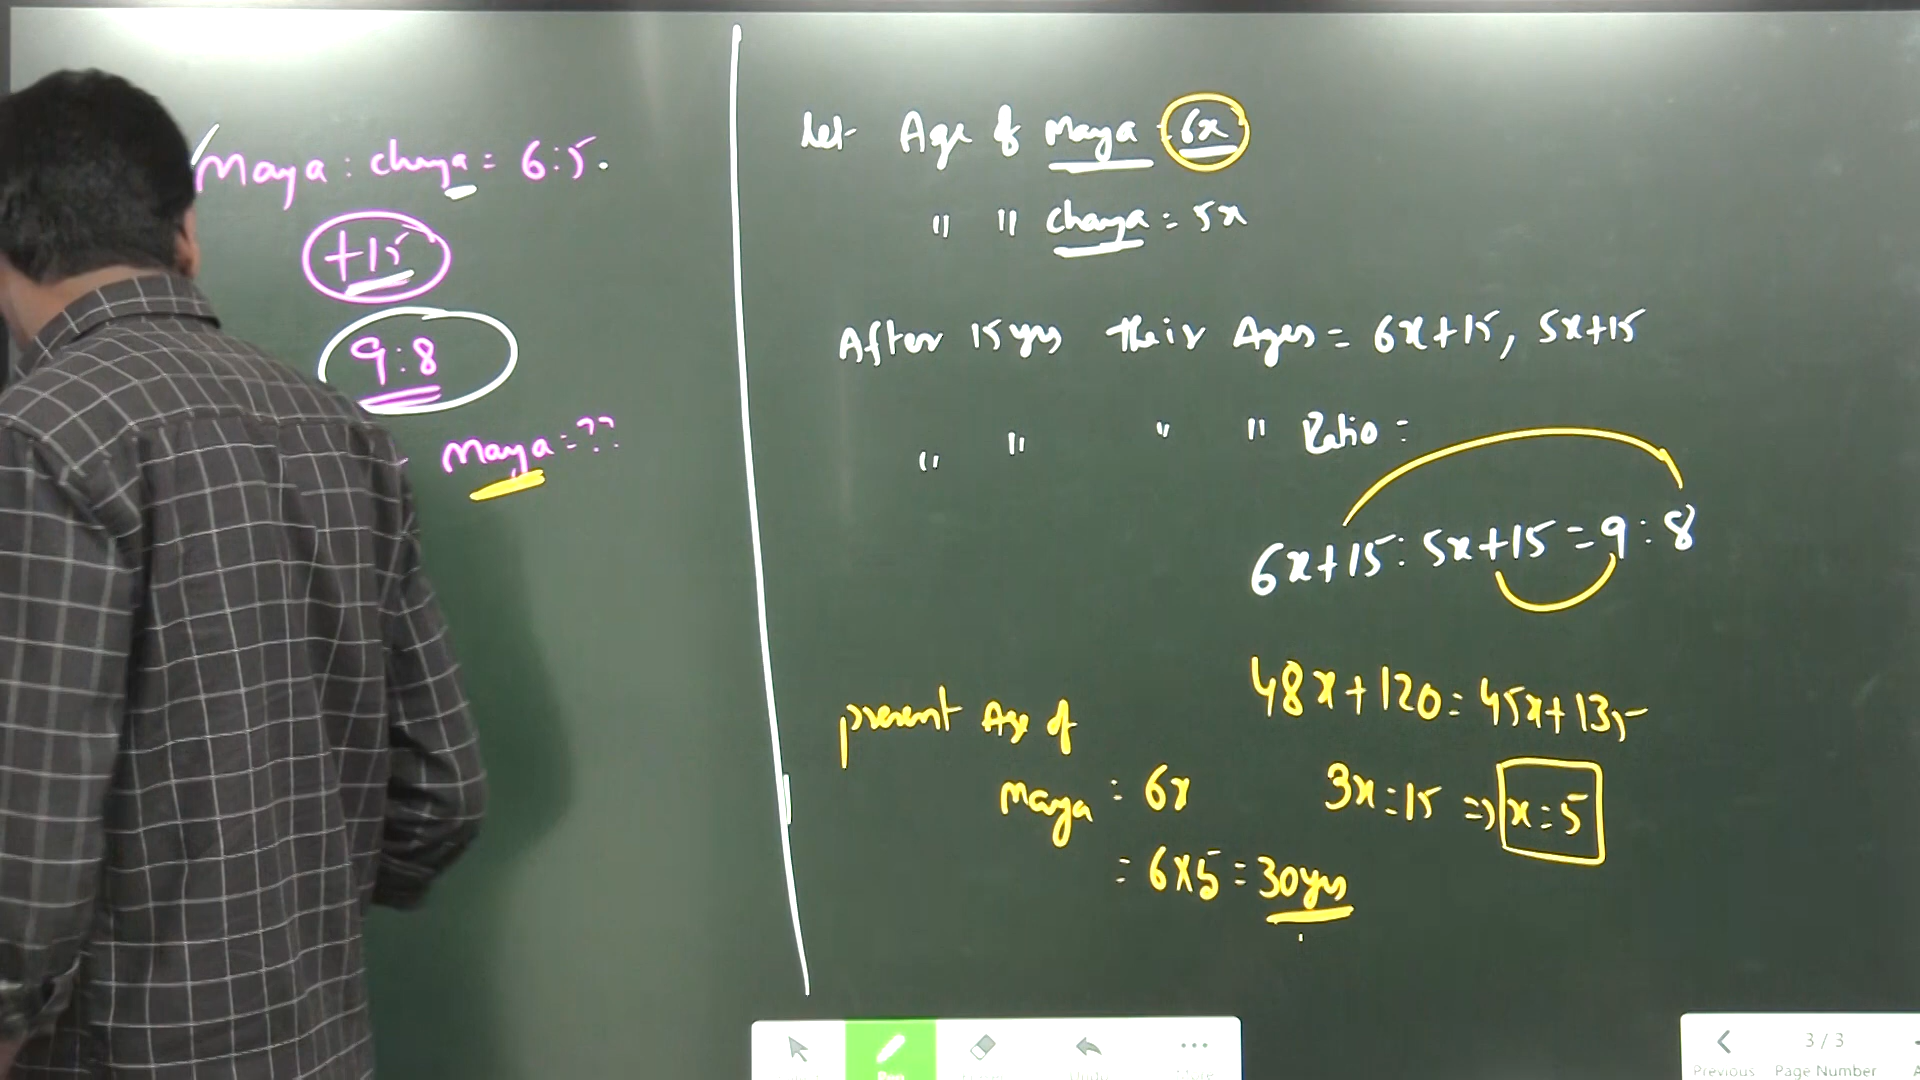 Maya : chaya = 6:5.
+15
9:8
Maya = ??
let Age of Maya = 6x
" " chaya = 5x
After 15 yrs their Ages = 6x+15, 5x+15
" " " " Ratio =
6x+15 : 5x+15 = 9 : 8
48x+120 = 45x+135
3x = 15 => x = 5
present Age of
Maya = 6x
= 6x5 = 30yrs
3 / 3
Previous Page Number